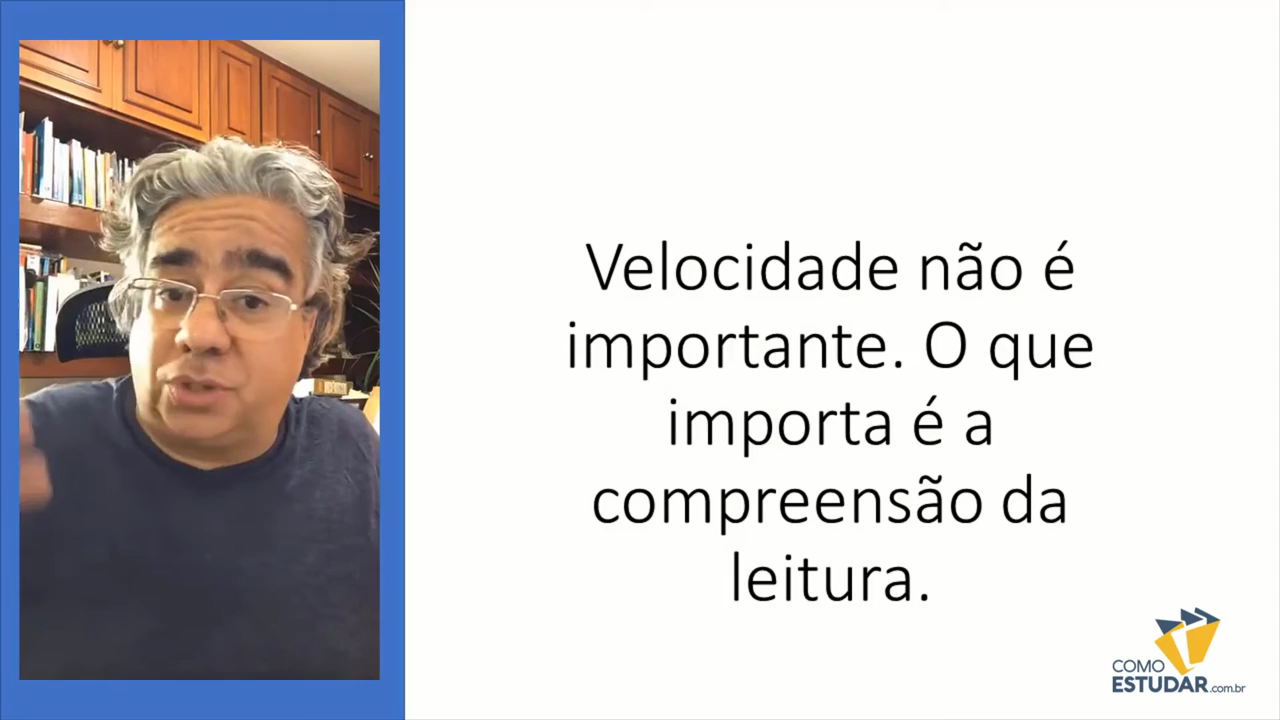 Velocidade não é
importante. O que
importa é a
compreensão da
leitura.
COMO
ESTUDAR.com.br